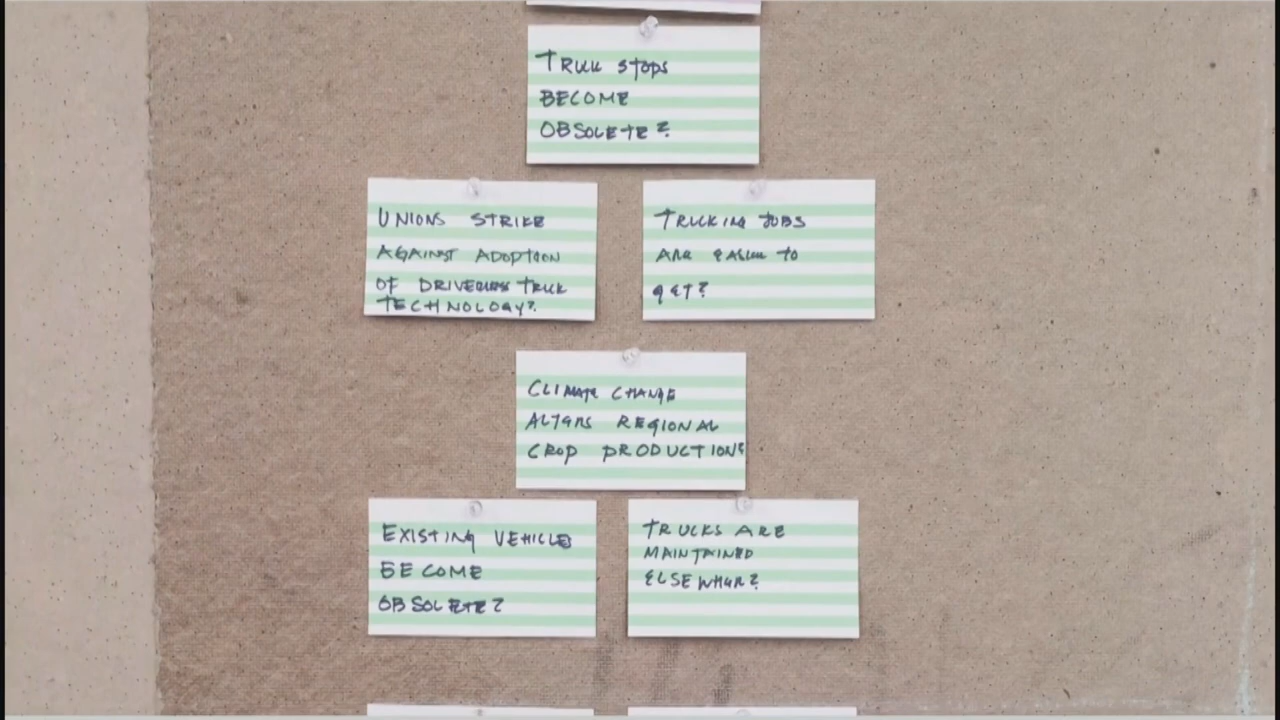 TRUCK STOPS
BECOME
OBSOLETE?
UNIONS STRIKE
AGAINST ADOPTION
OF DRIVERLESS TRUCK
TECHNOLOGY?
TRUCKING JOBS
ARE EASIER TO
GET?
CLIMATE CHANGE
ALTERS REGIONAL
CROP PRODUCTION?
EXISTING VEHICLES
BECOME
OBSOLETE?
TRUCKS ARE
MAINTAINED
ELSEWHERE?